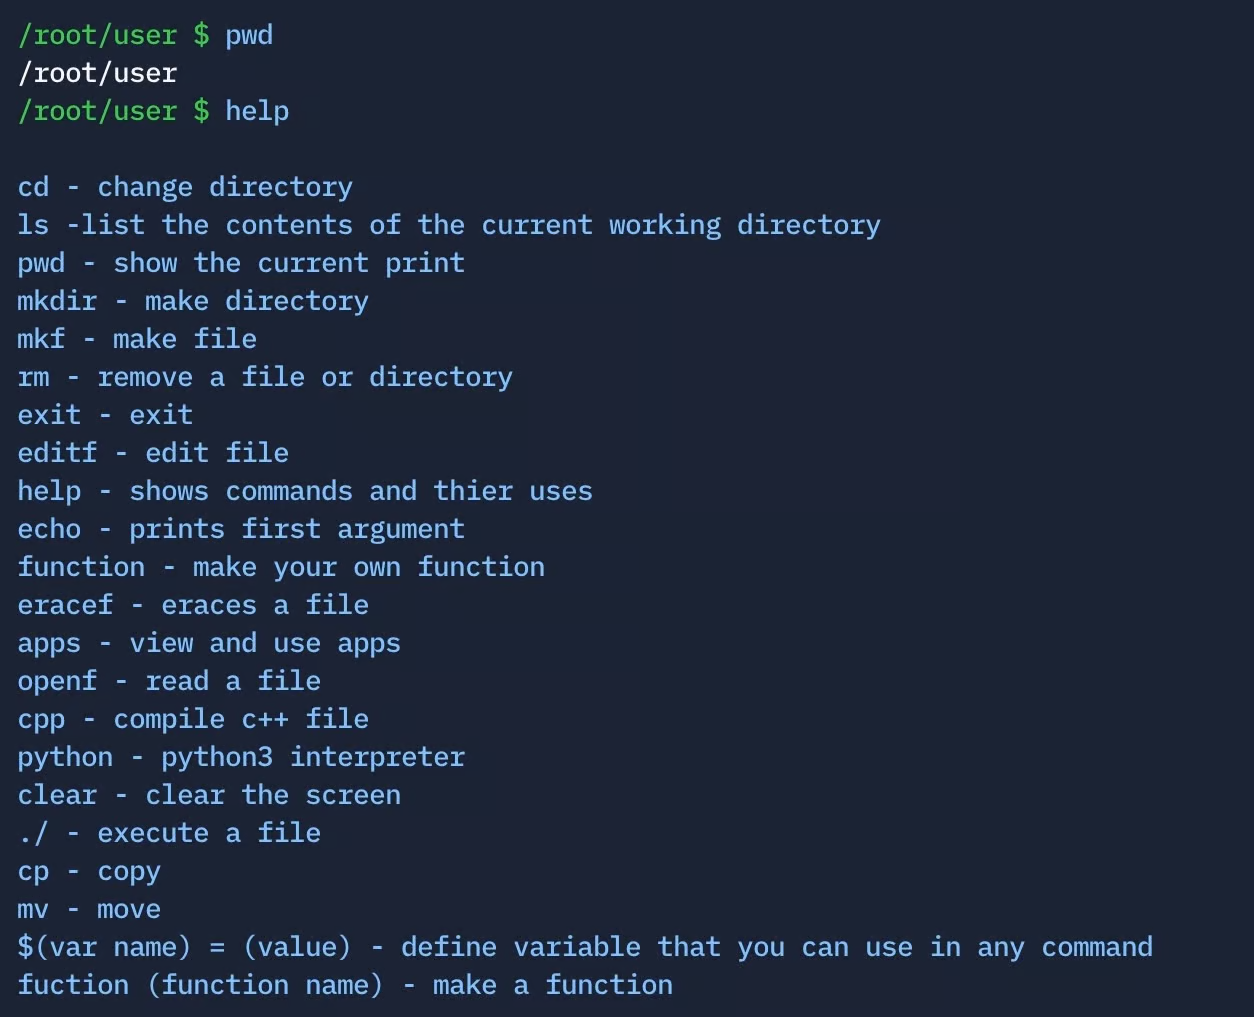 /root/user $ pwd
/root/user
/root/user $ help
cd - change directory
ls -list the contents of the current working directory
pwd - show the current print
mkdir - make directory
mkf - make file
rm - remove a file or directory
exit - exit
editf - edit file
help - shows commands and thier uses
echo - prints first argument
function - make your own function
eracef - eraces a file
apps - view and use apps
openf - read a file
cpp - compile c++ file
python - python3 interpreter
clear - clear the screen
./ - execute a file
cp - copy
mv - move
$(var name) = (value) - define variable that you can use in any command
fuction (function name) - make a function